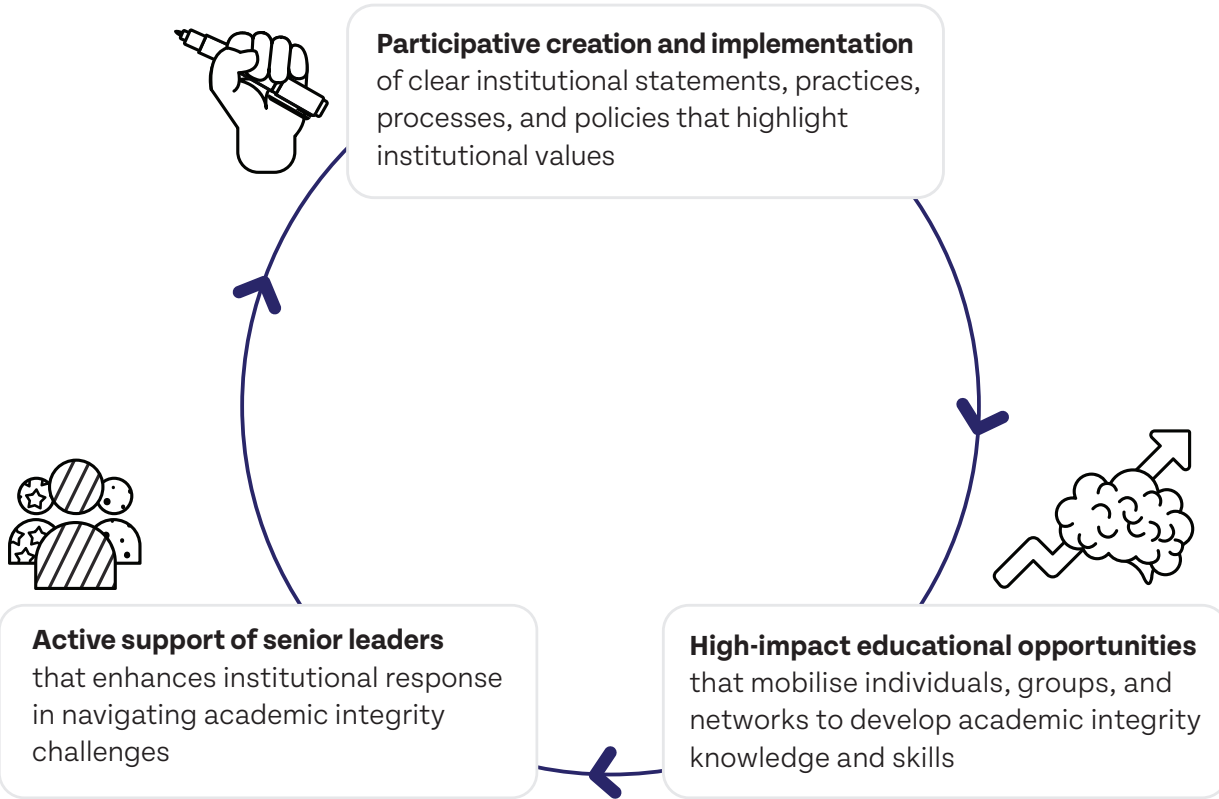 Participative creation and implementation
of clear institutional statements, practices,
processes, and policies that highlight
institutional values
High-impact educational opportunities
that mobilise individuals, groups, and
networks to develop academic integrity
knowledge and skills
Active support of senior leaders
that enhances institutional response
in navigating academic integrity
challenges